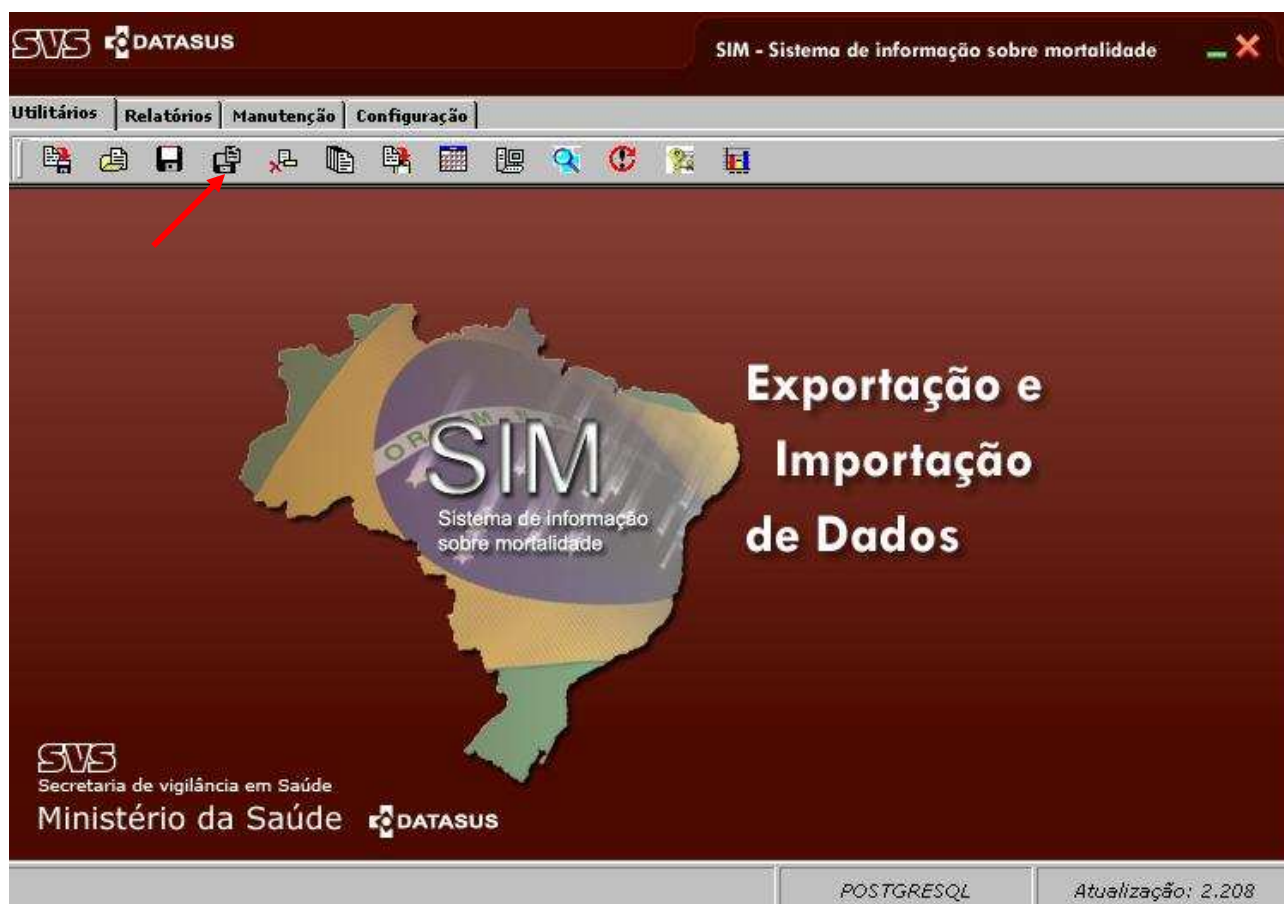 SVS DATASUS
SIM - Sistema de informação sobre mortalidade
Utilitários Relatórios Manutenção Configuração
ORDEM
SIM
Sistema de informação
sobre mortalidade
Exportação e
Importação
de Dados
SVS
Secretaria de vigilância em Saúde
Ministério da Saúde DATASUS
POSTGRESQL Atualização: 2.208